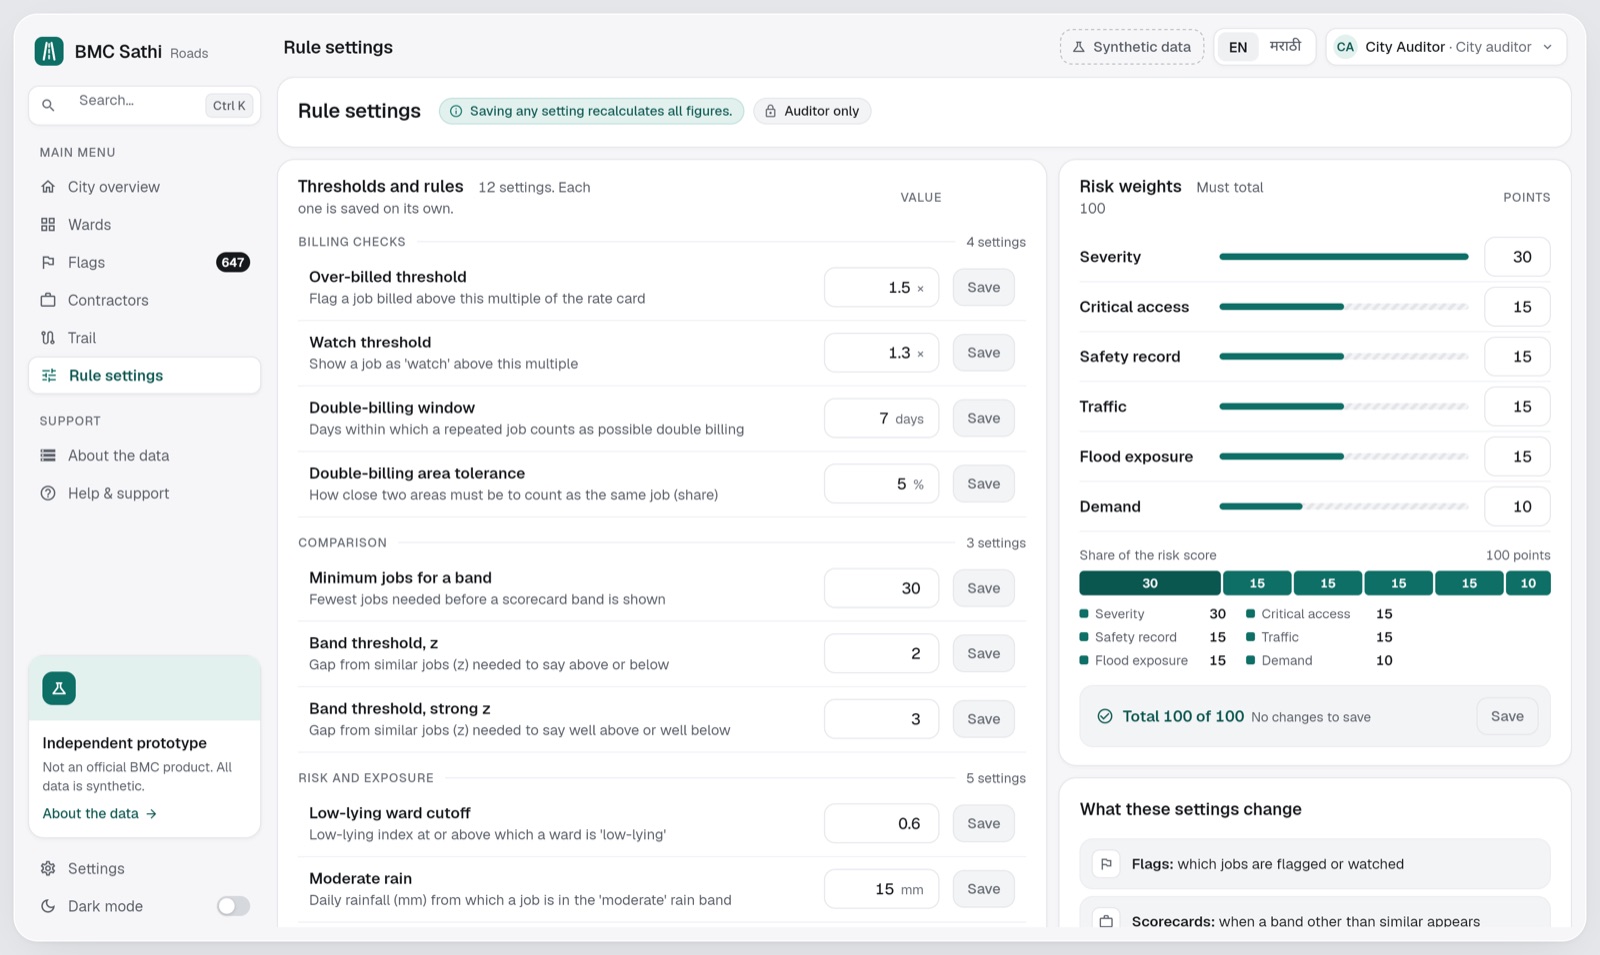 BMC Sathi Roads
Search...
Ctrl K
MAIN MENU
City overview
Wards
Flags
647
Contractors
Trail
Rule settings
SUPPORT
About the data
Help & support
Independent prototype
Not an official BMC product. All
data is synthetic.
About the data →
Settings
Dark mode
Rule settings
Synthetic data
EN
मराठी
CA
City Auditor · City auditor
Rule settings
Saving any setting recalculates all figures.
Auditor only
Thresholds and rules 12 settings. Each
one is saved on its own.
VALUE
BILLING CHECKS
4 settings
Over-billed threshold
Flag a job billed above this multiple of the rate card
1.5 ×
Save
Watch threshold
Show a job as 'watch' above this multiple
1.3 ×
Save
Double-billing window
Days within which a repeated job counts as possible double billing
7 days
Save
Double-billing area tolerance
How close two areas must be to count as the same job (share)
5 %
Save
COMPARISON
3 settings
Minimum jobs for a band
Fewest jobs needed before a scorecard band is shown
30
Save
Band threshold, z
Gap from similar jobs (z) needed to say above or below
2
Save
Band threshold, strong z
Gap from similar jobs (z) needed to say well above or well below
3
Save
RISK AND EXPOSURE
5 settings
Low-lying ward cutoff
Low-lying index at or above which a ward is 'low-lying'
0.6
Save
Moderate rain
Daily rainfall (mm) from which a job is in the 'moderate' rain band
15 mm
Save
Risk weights Must total
100
POINTS
Severity
30
Critical access
15
Safety record
15
Traffic
15
Flood exposure
15
Demand
10
Share of the risk score
100 points
30 15 15 15 15 10
Severity 30 Critical access 15
Safety record 15 Traffic 15
Flood exposure 15 Demand 10
Total 100 of 100 No changes to save
Save
What these settings change
Flags: which jobs are flagged or watched
Scorecards: when a band other than similar appears